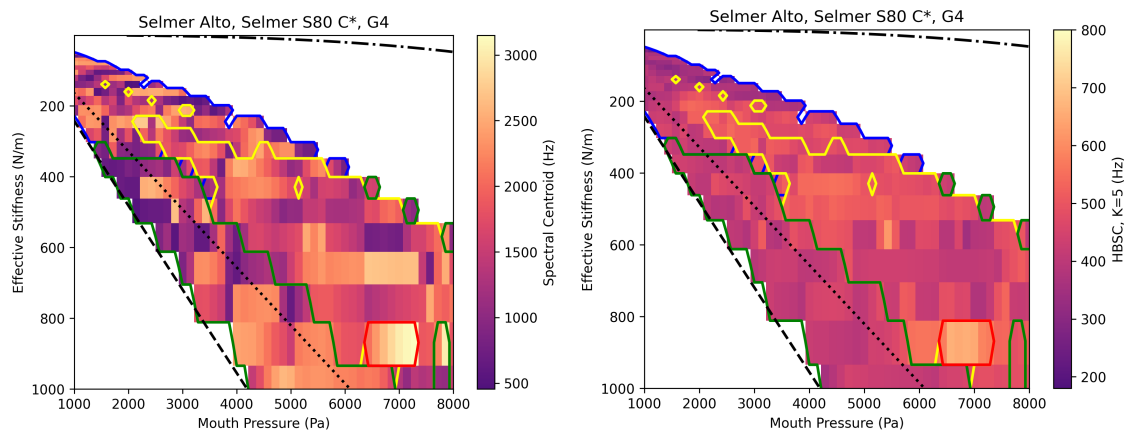 Selmer Alto, Selmer S80 C*, G4
200
400
600
800
1000
Effective Stiffness (N/m)
1000 2000 3000 4000 5000 6000 7000 8000
Mouth Pressure (Pa)
3000
2500
2000
1500
1000
500
Spectral Centroid (Hz)
Selmer Alto, Selmer S80 C*, G4
200
400
600
800
1000
Effective Stiffness (N/m)
1000 2000 3000 4000 5000 6000 7000 8000
Mouth Pressure (Pa)
800
700
600
500
400
300
200
HBSC, K=5 (Hz)